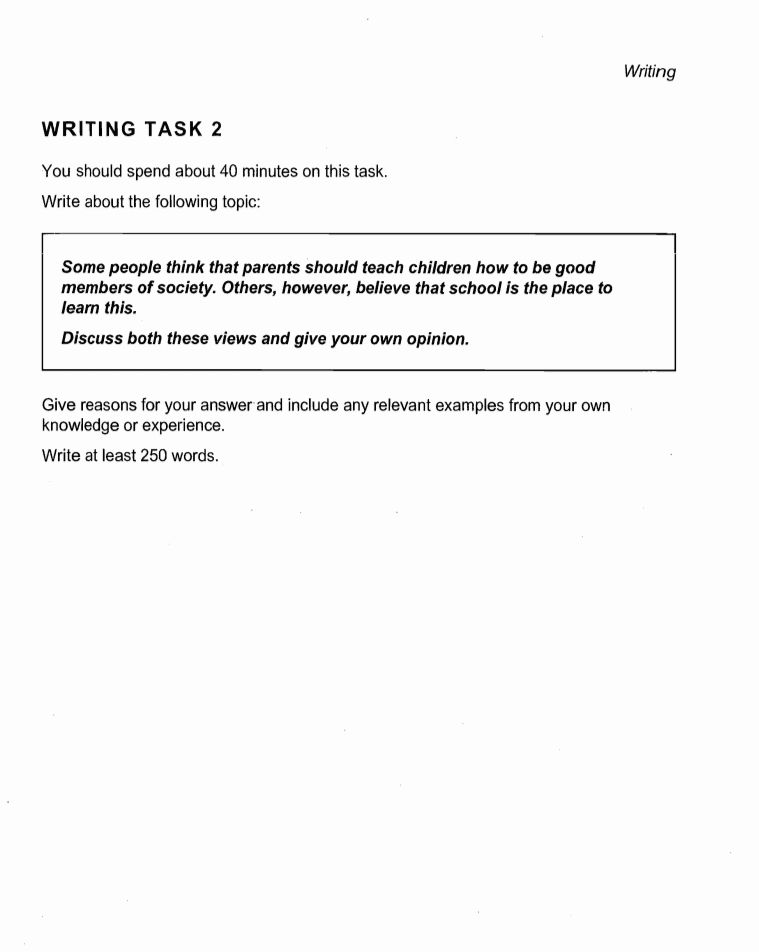 Writing
WRITING TASK 2
You should spend about 40 minutes on this task.
Write about the following topic:
Some people think that parents should teach children how to be good
members of society. Others, however, believe that school is the place to
learn this.
Discuss both these views and give your own opinion.
Give reasons for your answer and include any relevant examples from your own
knowledge or experience.
Write at least 250 words.